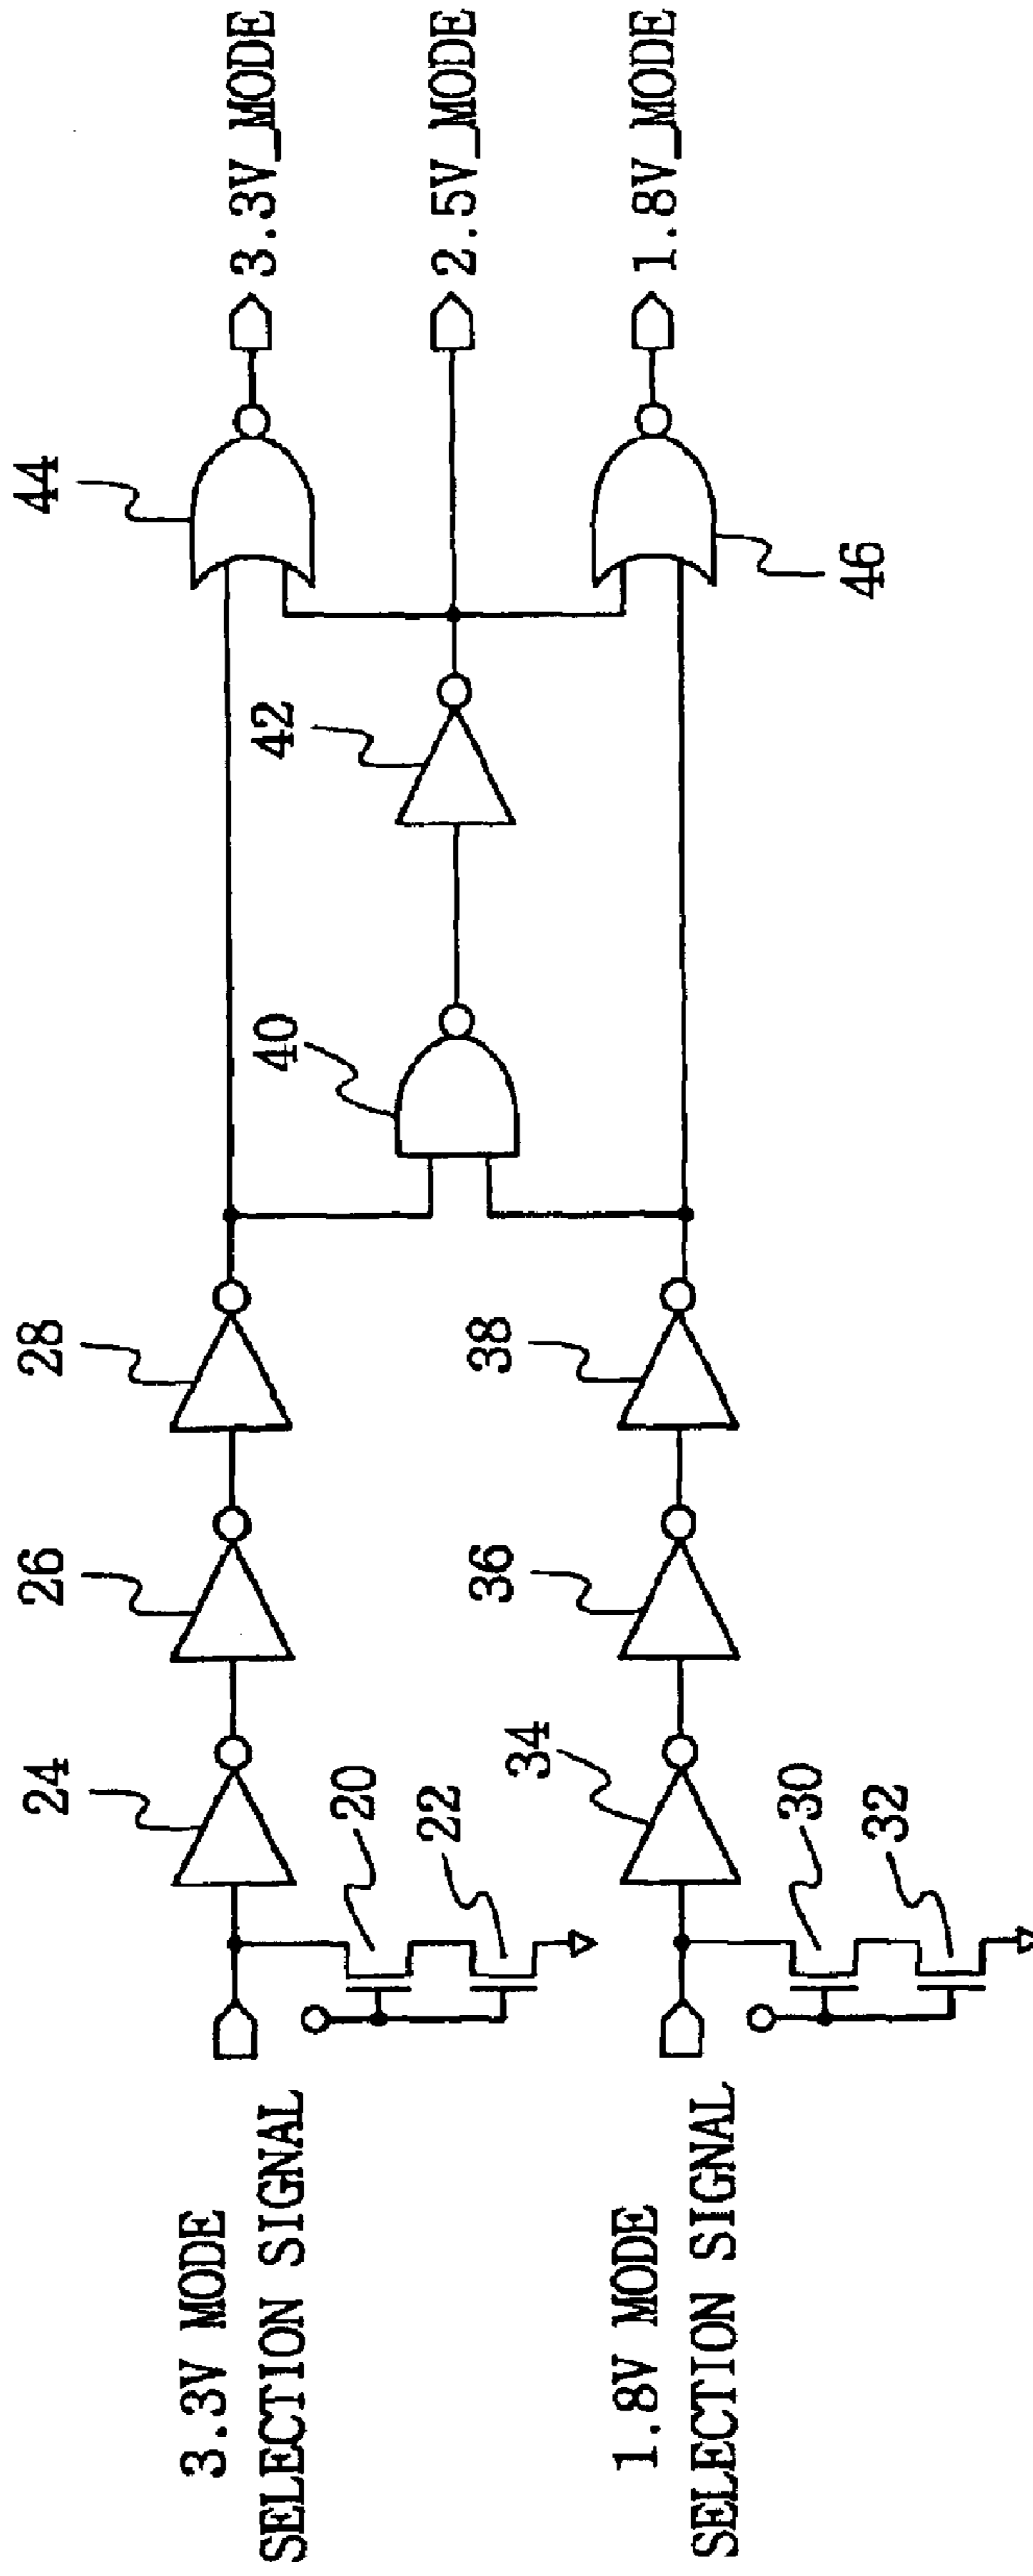 3.3V MODE
SELECTION SIGNAL
24
26
28
20
22
40
42
44
3.3V_MODE
2.5V_MODE
1.8V MODE
SELECTION SIGNAL
34
36
38
30
32
46
1.8V_MODE